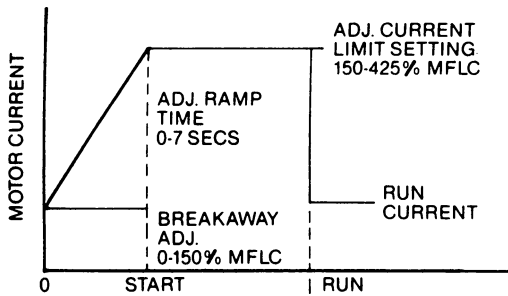 ADJ. CURRENT
LIMIT SETTING
150-425% MFLC
MOTOR CURRENT
ADJ. RAMP
TIME
0-7 SECS
RUN
CURRENT
BREAKAWAY
ADJ.
0-150% MFLC
0
START
RUN